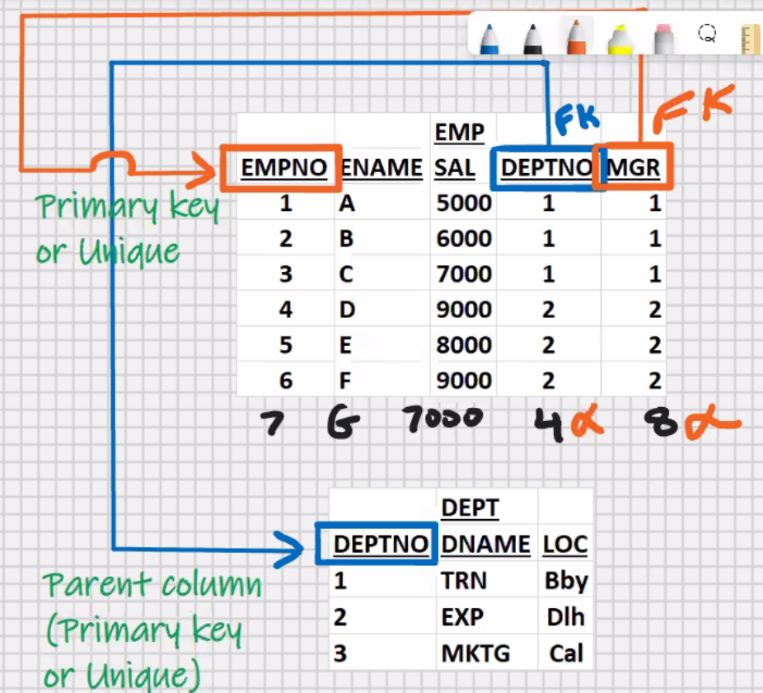 FK FK
EMP
EMPNO ENAME SAL DEPTNO MGR
Primary key
or Unique
1 A 5000 1 1
2 B 6000 1 1
3 C 7000 1 1
4 D 9000 2 2
5 E 8000 2 2
6 F 9000 2 2
7 G 7000 4 8
DEPT
DEPTNO DNAME LOC
1 TRN Bby
2 EXP Dlh
3 MKTG Cal
Parent column
(Primary key
or Unique)